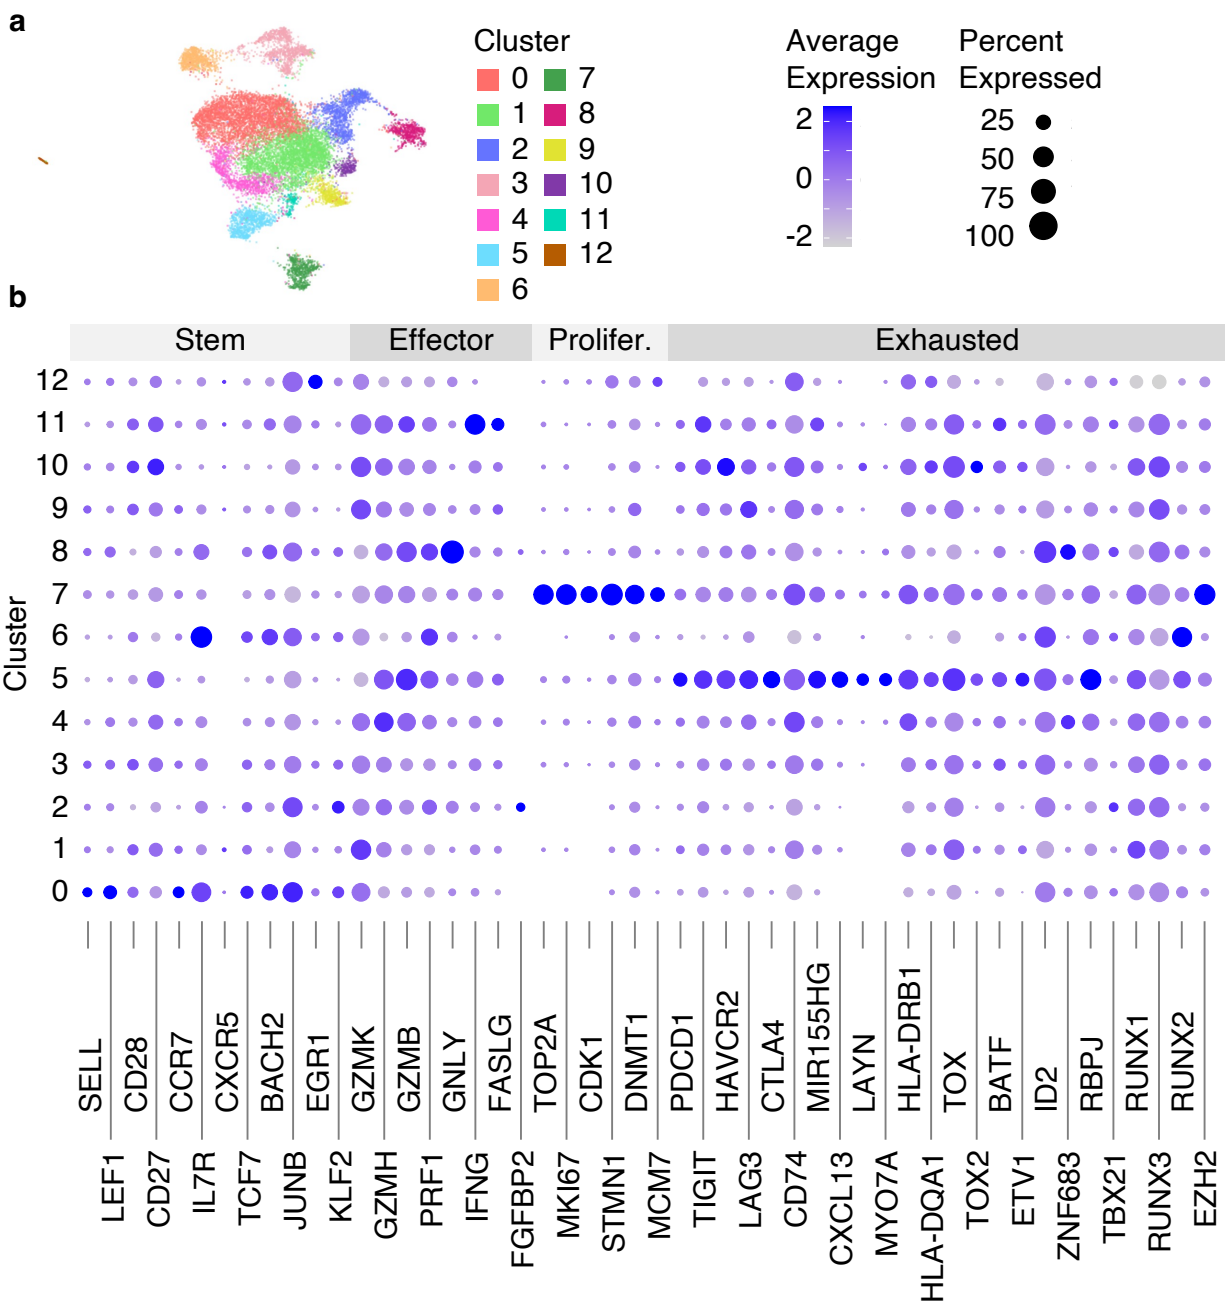 a
Cluster
0 7
1 8
2 9
3 10
4 11
5 12
6
Average
Expression
2
0
-2
Percent
Expressed
25
50
75
100
b
Stem Effector Prolifer. Exhausted
Cluster
12
11
10
9
8
7
6
5
4
3
2
1
0
SELL
LEF1
CD28
CD27
CCR7
IL7R
CXCR5
TCF7
BACH2
JUNB
EGR1
KLF2
GZMK
GZMH
GZMB
PRF1
GNLY
IFNG
FASLG
FGFBP2
TOP2A
MKI67
CDK1
STMN1
DNMT1
MCM7
PDCD1
TIGIT
HAVCR2
LAG3
CTLA4
CD74
MIR155HG
CXCL13
LAYN
MYO7A
HLA-DRB1
HLA-DQA1
TOX
TOX2
BATF
ETV1
ID2
ZNF683
RBPJ
TBX21
RUNX1
RUNX3
RUNX2
EZH2